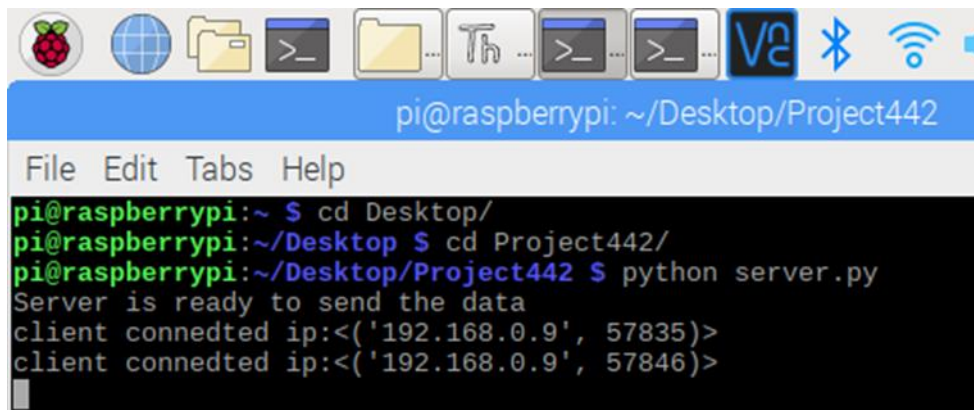 >_ ... Th ... >_ ... >_ ... VNC
pi@raspberrypi: ~/Desktop/Project442
File Edit Tabs Help
pi@raspberrypi:~ $ cd Desktop/
pi@raspberrypi:~/Desktop $ cd Project442/
pi@raspberrypi:~/Desktop/Project442 $ python server.py
Server is ready to send the data
client connedted ip:<('192.168.0.9', 57835)>
client connedted ip:<('192.168.0.9', 57846)>